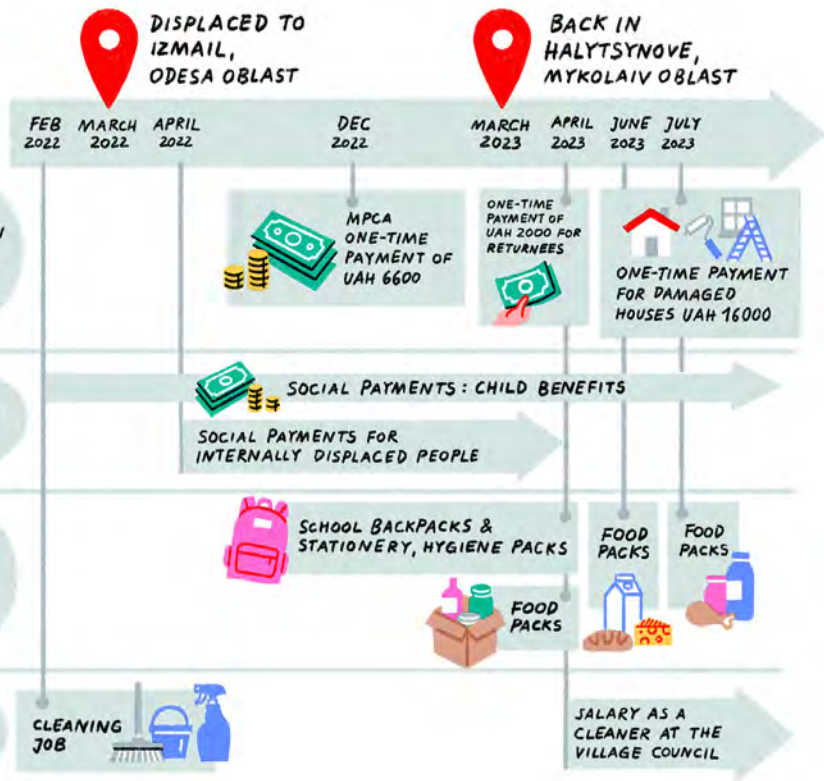 DISPLACED TO
IZMAIL,
ODESA OBLAST
BACK IN
HALYTSYNOVE,
MYKOLAIV OBLAST
FEB
2022
MARCH
2022
APRIL
2022
DEC
2022
MARCH
2023
APRIL
2023
JUNE
2023
JULY
2023
MPCA
ONE-TIME
PAYMENT OF
UAH 6600
ONE-TIME
PAYMENT OF
UAH 2000 FOR
RETURNEES
ONE-TIME PAYMENT
FOR DAMAGED
HOUSES UAH 16000
SOCIAL PAYMENTS: CHILD BENEFITS
SOCIAL PAYMENTS FOR
INTERNALLY DISPLACED PEOPLE
SCHOOL BACKPACKS &
STATIONERY, HYGIENE PACKS
FOOD
PACKS
FOOD
PACKS
FOOD
PACKS
CLEANING
JOB
SALARY AS A
CLEANER AT THE
VILLAGE COUNCIL